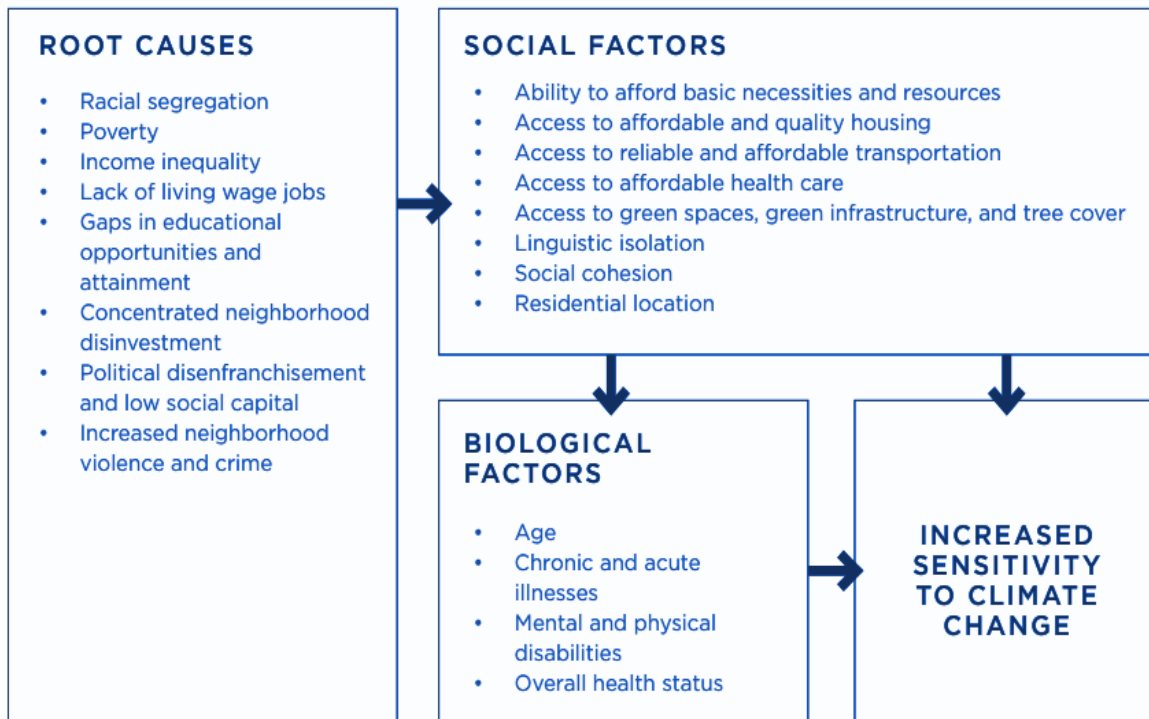 ROOT CAUSES
• Racial segregation
• Poverty
• Income inequality
• Lack of living wage jobs
• Gaps in educational
opportunities and
attainment
• Concentrated neighborhood
disinvestment
• Political disenfranchisement
and low social capital
• Increased neighborhood
violence and crime
SOCIAL FACTORS
• Ability to afford basic necessities and resources
• Access to affordable and quality housing
• Access to reliable and affordable transportation
• Access to affordable health care
• Access to green spaces, green infrastructure, and tree cover
• Linguistic isolation
• Social cohesion
• Residential location
BIOLOGICAL
FACTORS
• Age
• Chronic and acute
illnesses
• Mental and physical
disabilities
• Overall health status
INCREASED
SENSITIVITY
TO CLIMATE
CHANGE